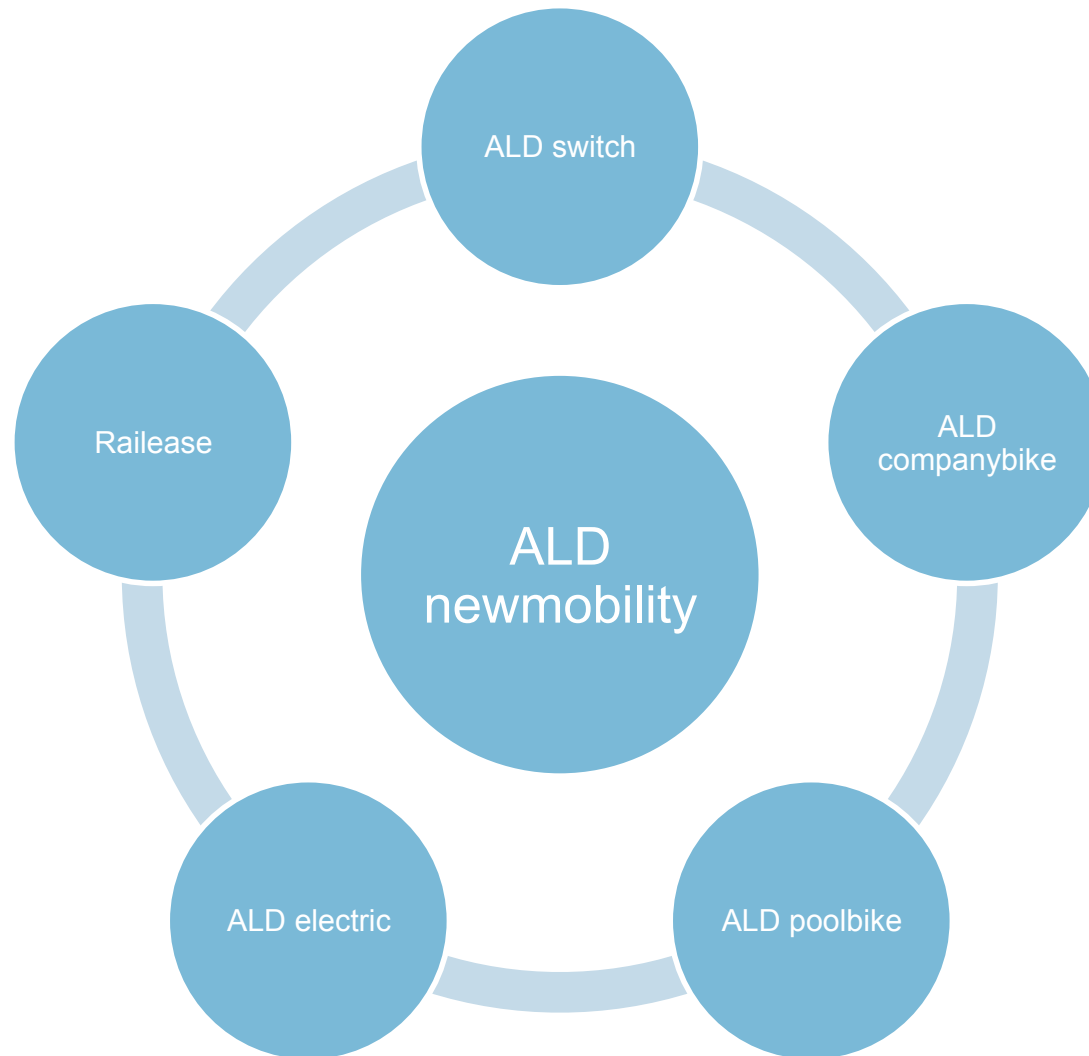 ALD switch
ALD
companybike
Railease
ALD
newmobility
ALD electric
ALD poolbike